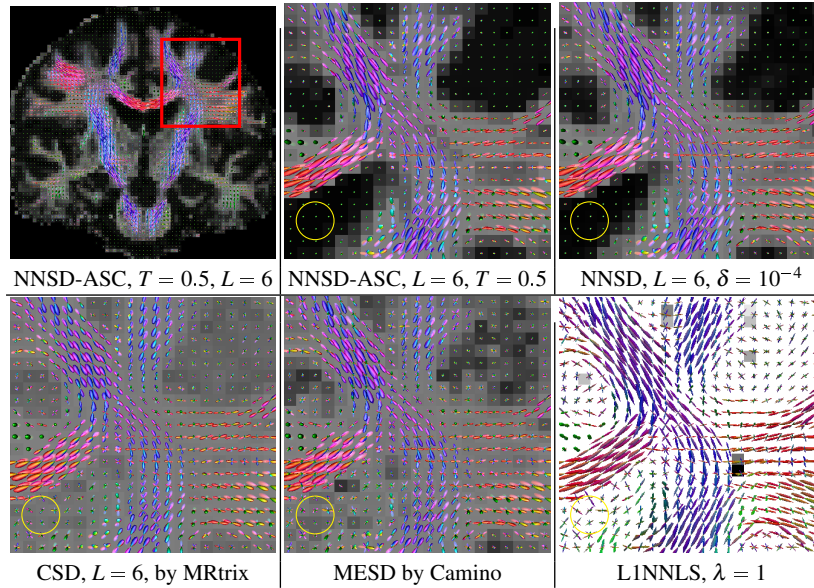 NNSD-ASC, T = 0.5, L = 6
NNSD-ASC, L = 6, T = 0.5
NNSD, L = 6, δ = 10⁻⁴
CSD, L = 6, by MRtrix
MESD by Camino
L1NNLS, λ = 1